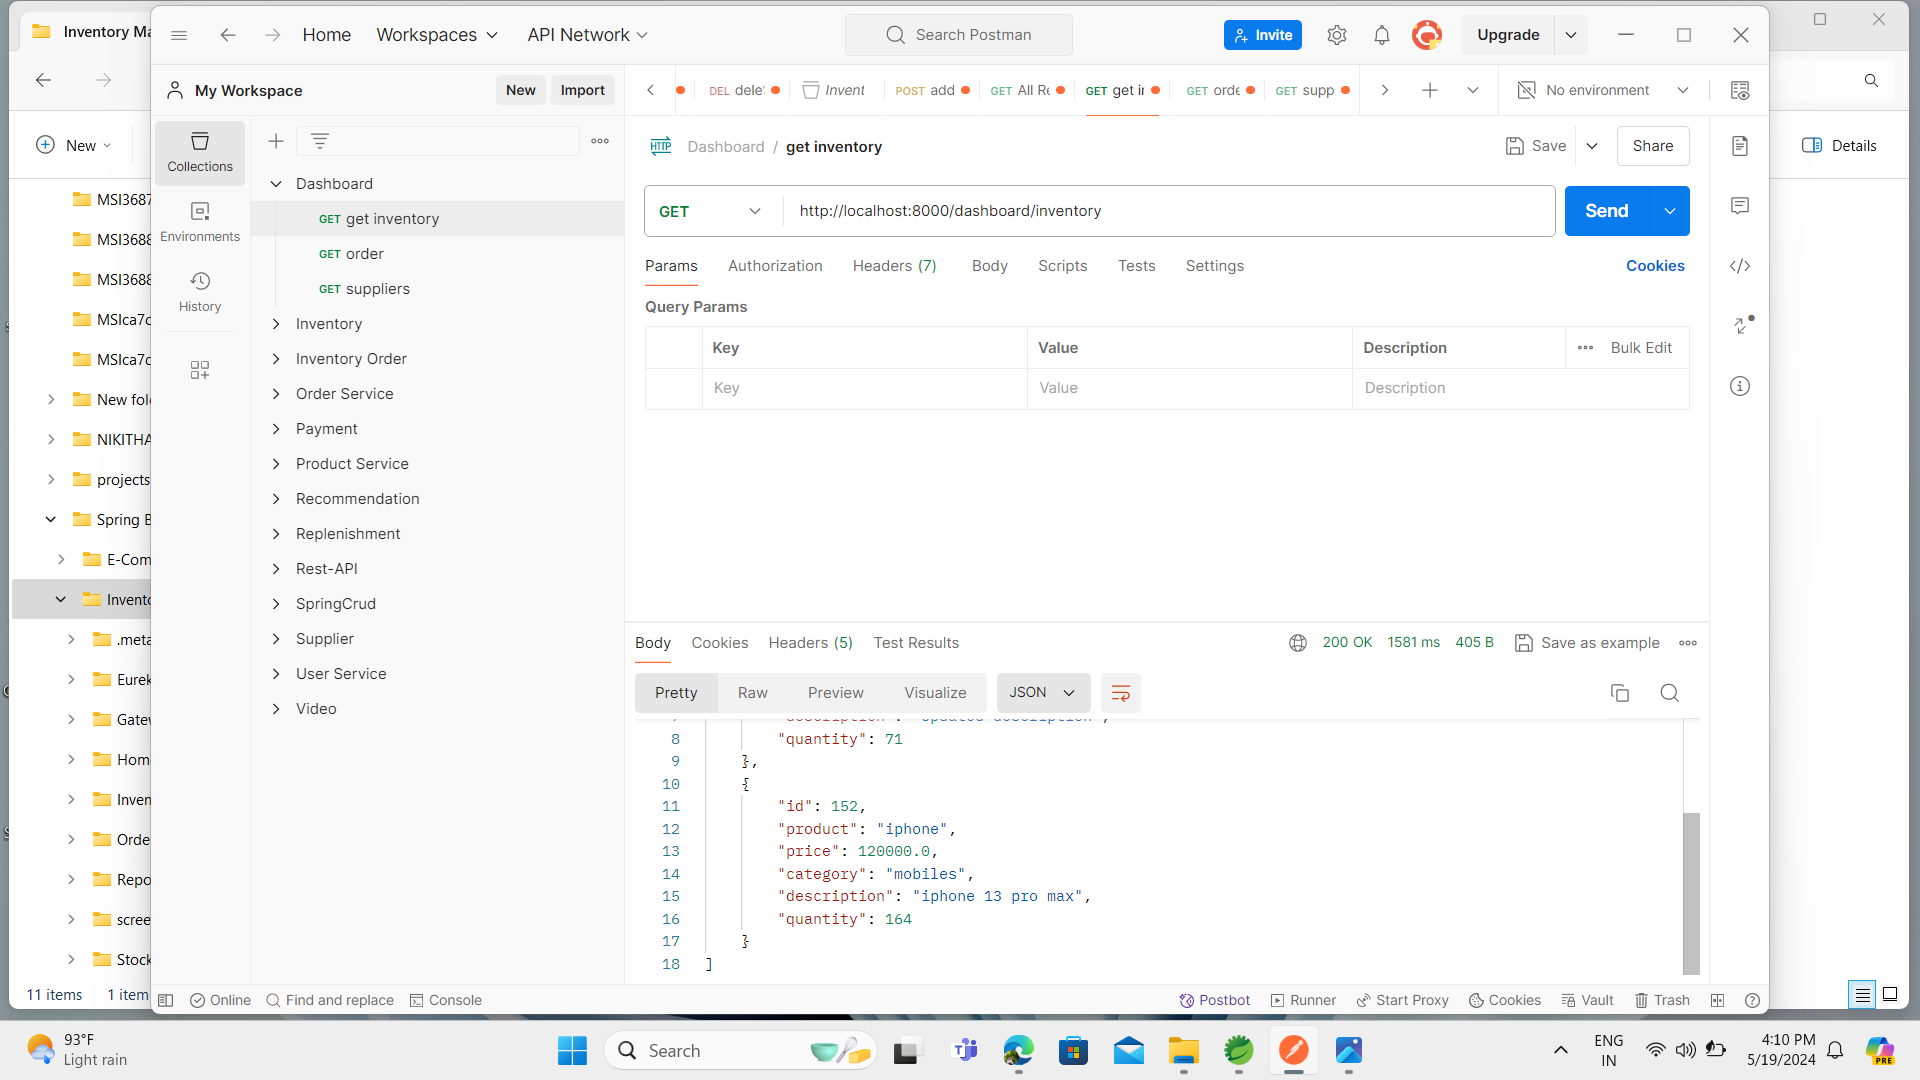 Inventory Ma
Home
Workspaces
API Network
Search Postman
Invite
Upgrade
My Workspace
New
Import
DEL dele
Invent
POST add
GET All Re
GET get in
GET orde
GET supp
No environment
New
Details
Collections
Environments
History
Dashboard
GET get inventory
GET order
GET suppliers
Inventory
Inventory Order
Order Service
Payment
Product Service
Recommendation
Replenishment
Rest-API
SpringCrud
Supplier
User Service
Video
MSI3687
MSI3688
MSI3688
MSIca7c
MSIca7c
New fol
NIKITHA
projects
Spring B
E-Com
Invento
.meta
Eurek
Gatew
Hom
Inven
Orde
Repo
scree
Stock
11 items
1 item
HTTP
Dashboard / get inventory
Save
Share
GET
http://localhost:8000/dashboard/inventory
Send
Params
Authorization
Headers (7)
Body
Scripts
Tests
Settings
Cookies
Query Params
Key
Value
Description
Bulk Edit
Key
Value
Description
Body
Cookies
Headers (5)
Test Results
200 OK
1581 ms
405 B
Save as example
Pretty
Raw
Preview
Visualize
JSON
7 "description": "Updated description",
8 "quantity": 71
9 },
10 {
11 "id": 152,
12 "product": "iphone",
13 "price": 120000.0,
14 "category": "mobiles",
15 "description": "iphone 13 pro max",
16 "quantity": 164
17 }
18 ]
Online
Find and replace
Console
Postbot
Runner
Start Proxy
Cookies
Vault
Trash
93°F
Light rain
Search
ENG
IN
4:10 PM
5/19/2024
PRE